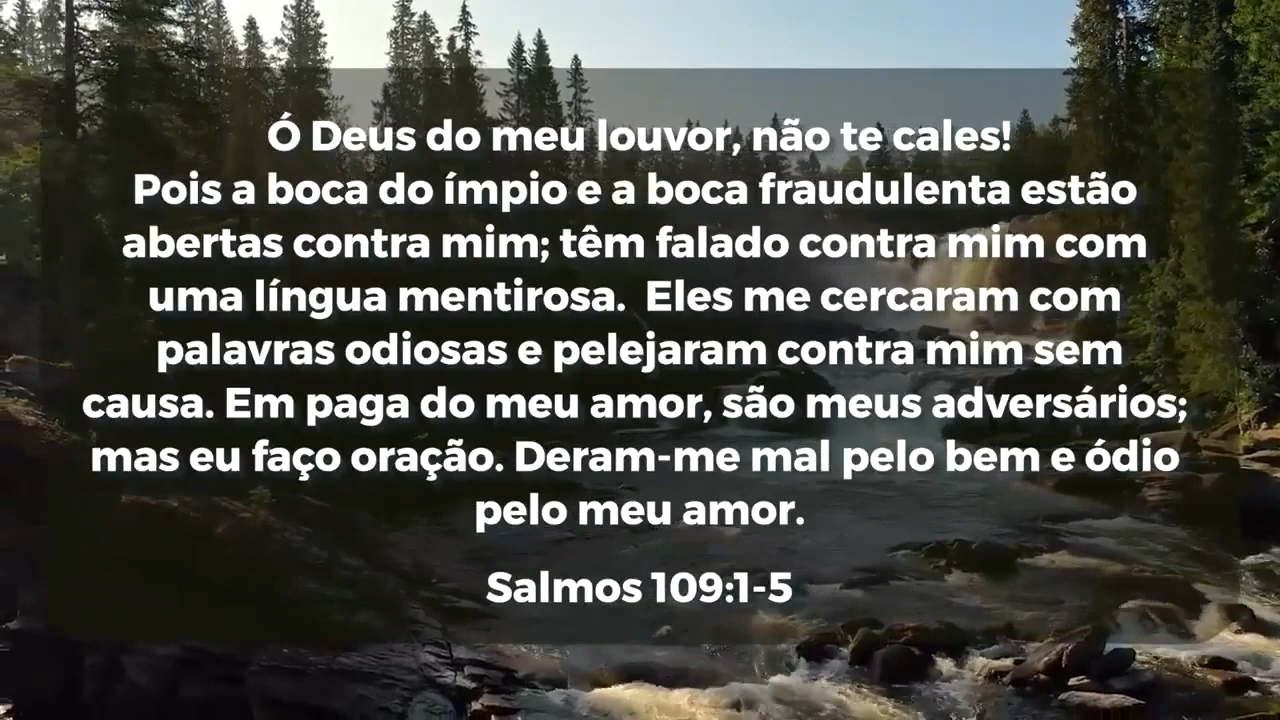 Ó Deus do meu louvor, não te cales!
Pois a boca do ímpio e a boca fraudulenta estão
abertas contra mim; têm falado contra mim com
uma língua mentirosa.  Eles me cercaram com
palavras odiosas e pelejaram contra mim sem
causa. Em paga do meu amor, são meus adversários;
mas eu faço oração. Deram-me mal pelo bem e ódio
pelo meu amor.
Salmos 109:1-5